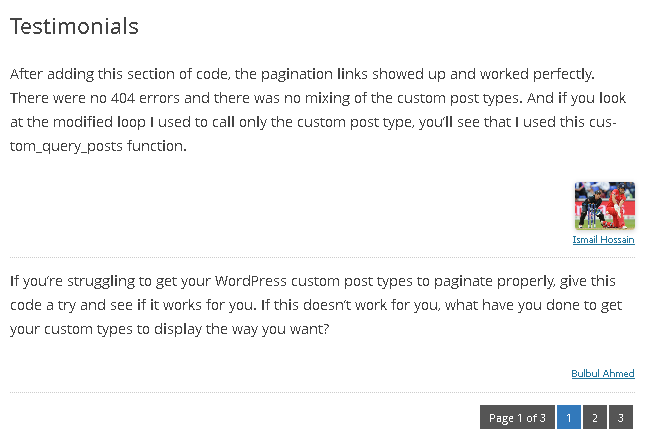 Testimonials
After adding this section of code, the pagination links showed up and worked perfectly.
There were no 404 errors and there was no mixing of the custom post types. And if you look
at the modified loop I used to call only the custom post type, you’ll see that I used this cus-
tom_query_posts function.
Ismail Hossain
If you’re struggling to get your WordPress custom post types to paginate properly, give this
code a try and see if it works for you. If this doesn’t work for you, what have you done to get
your custom types to display the way you want?
Bulbul Ahmed
Page 1 of 3 1 2 3